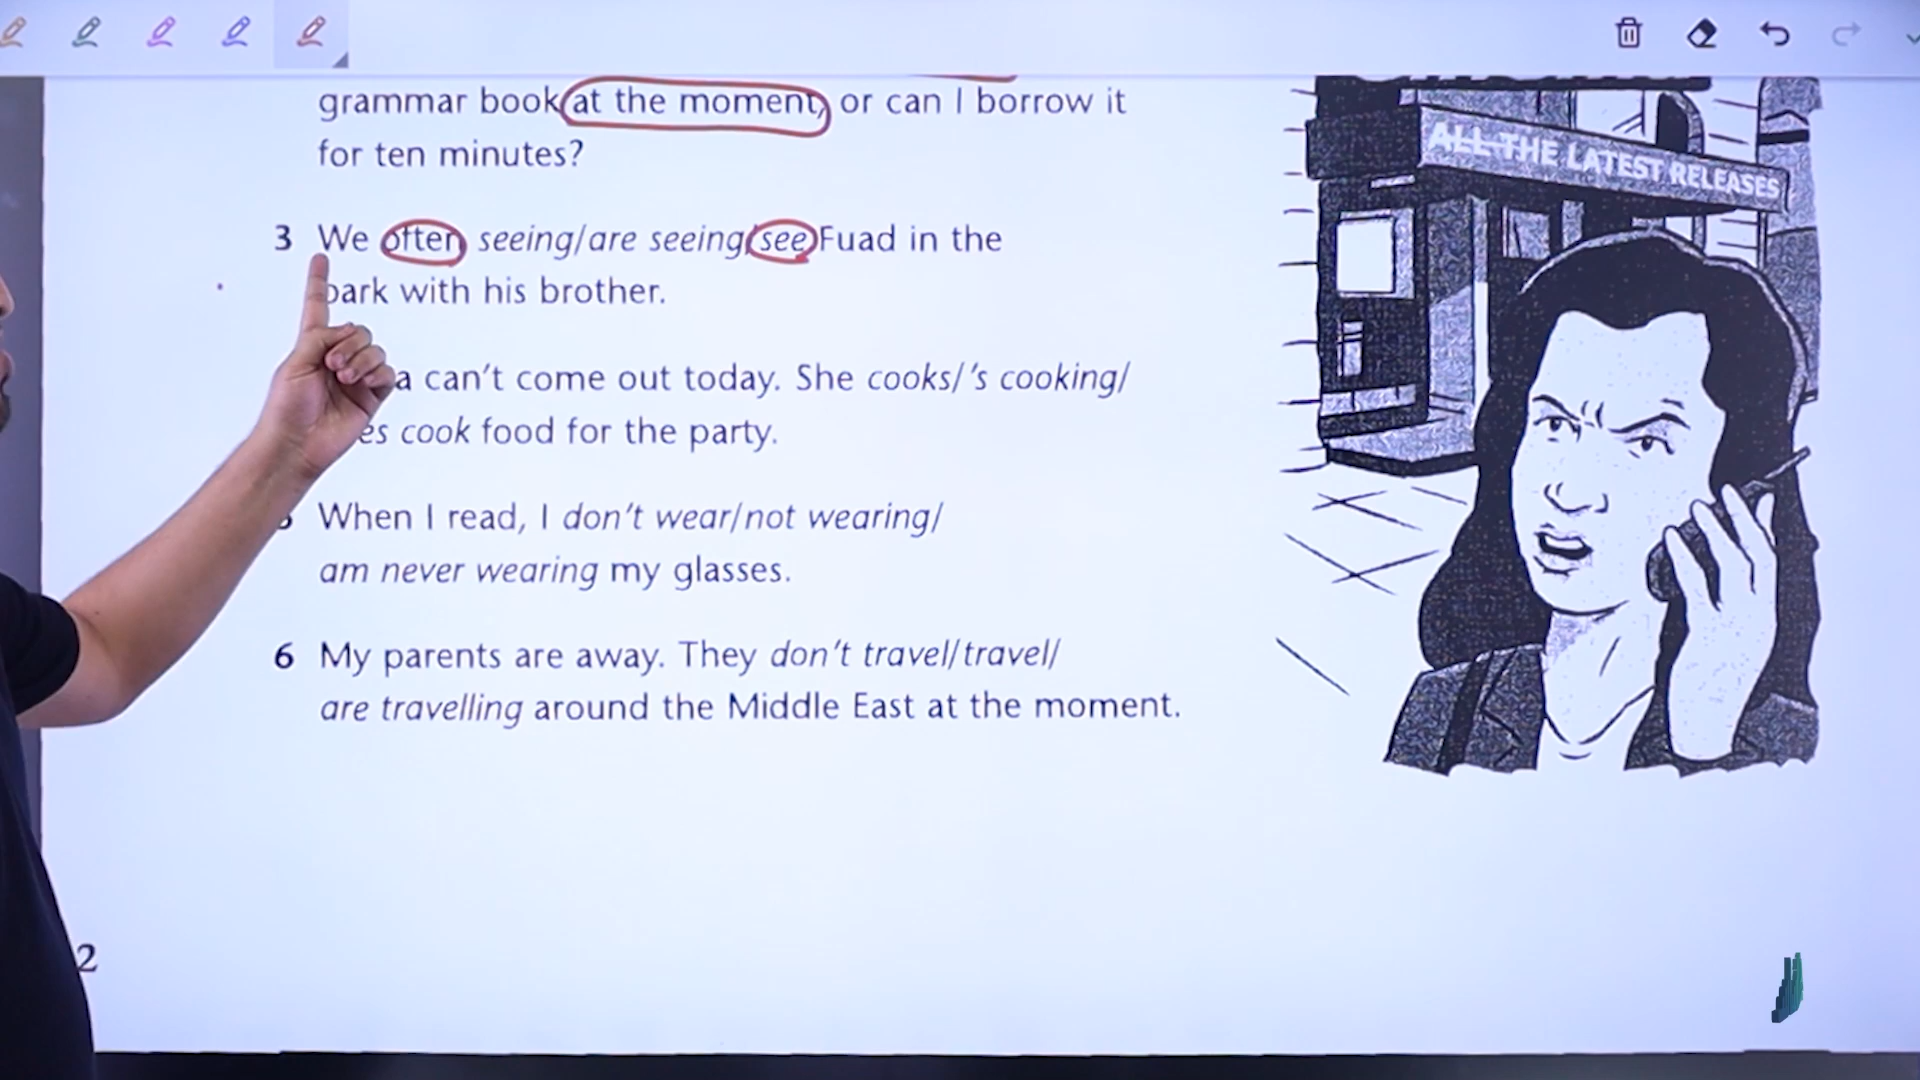 grammar book at the moment, or can I borrow it
for ten minutes?
3 We often seeing/are seeing/see Fuad in the
park with his brother.
a can't come out today. She cooks/'s cooking/
es cook food for the party.
When I read, I don't wear/not wearing/
am never wearing my glasses.
6 My parents are away. They don't travel/travel/
are travelling around the Middle East at the moment.
ALL THE LATEST RELEASES
2